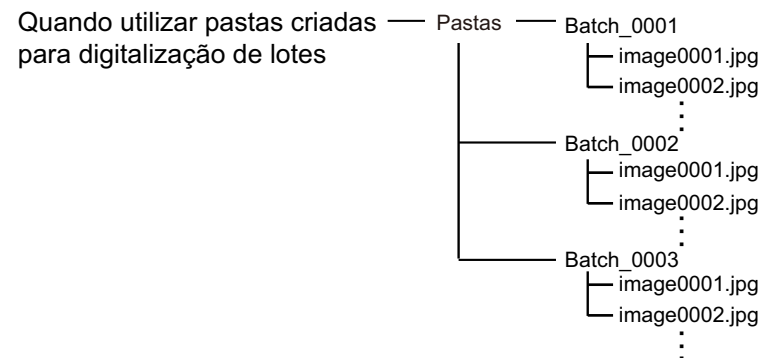 Quando utilizar pastas criadas
para digitalização de lotes
Pastas
Batch_0001
image0001.jpg
image0002.jpg
Batch_0002
image0001.jpg
image0002.jpg
Batch_0003
image0001.jpg
image0002.jpg